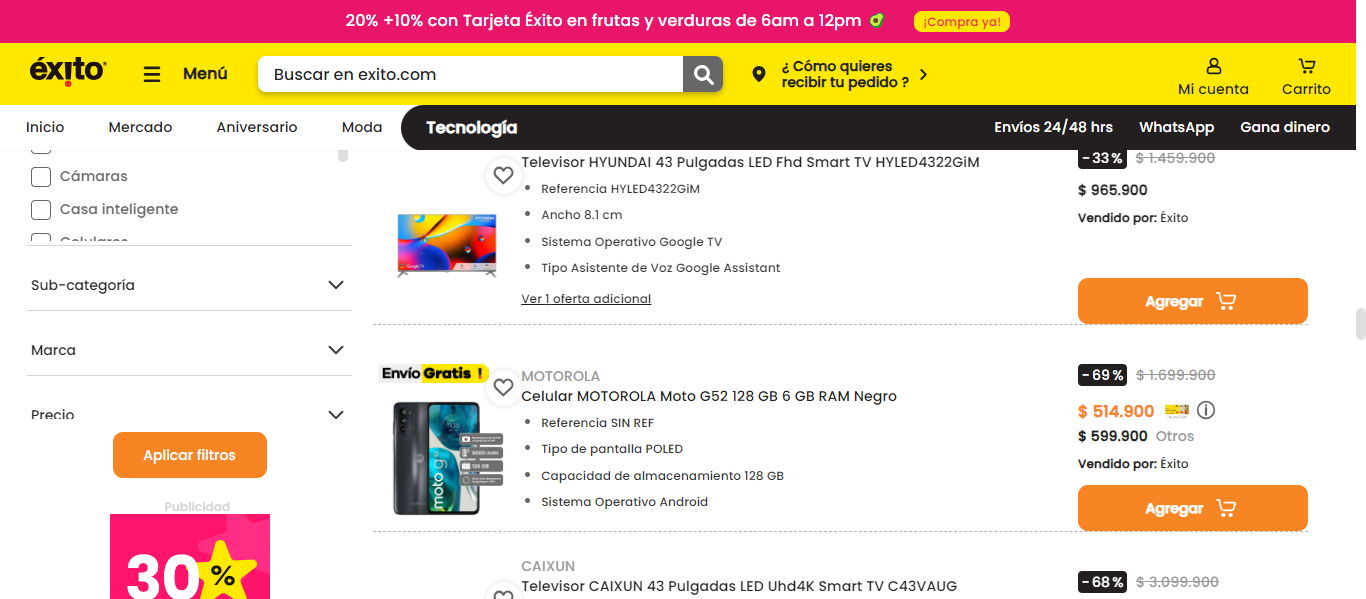 20% +10% con Tarjeta Éxito en frutas y verduras de 6am a 12pm
¡Compra ya!
éxito
Menú
Buscar en exito.com
¿ Cómo quieres
recibir tu pedido ?
Mi cuenta
Carrito
Inicio
Mercado
Aniversario
Moda
Tecnología
Envíos 24/48 hrs
WhatsApp
Gana dinero
Cámaras
Casa inteligente
Celulares
Sub-categoría
Marca
Precio
Aplicar filtros
Publicidad
30%
Televisor HYUNDAI 43 Pulgadas LED Fhd Smart TV HYLED4322GiM
Referencia HYLED4322GiM
Ancho 8.1 cm
Sistema Operativo Google TV
Tipo Asistente de Voz Google Assistant
Ver 1 oferta adicional
-33% $ 1.459.900
$ 965.900
Vendido por: Éxito
Agregar
Envío Gratis !
MOTOROLA
Celular MOTOROLA Moto G52 128 GB 6 GB RAM Negro
Referencia SIN REF
Tipo de pantalla POLED
Capacidad de almacenamiento 128 GB
Sistema Operativo Android
5000 mAh
128 GB
moto g
-69% $ 1.699.900
$ 514.900
$ 599.900 Otros
Vendido por: Éxito
Agregar
CAIXUN
Televisor CAIXUN 43 Pulgadas LED Uhd4K Smart TV C43VAUG
-68% $ 3.099.900